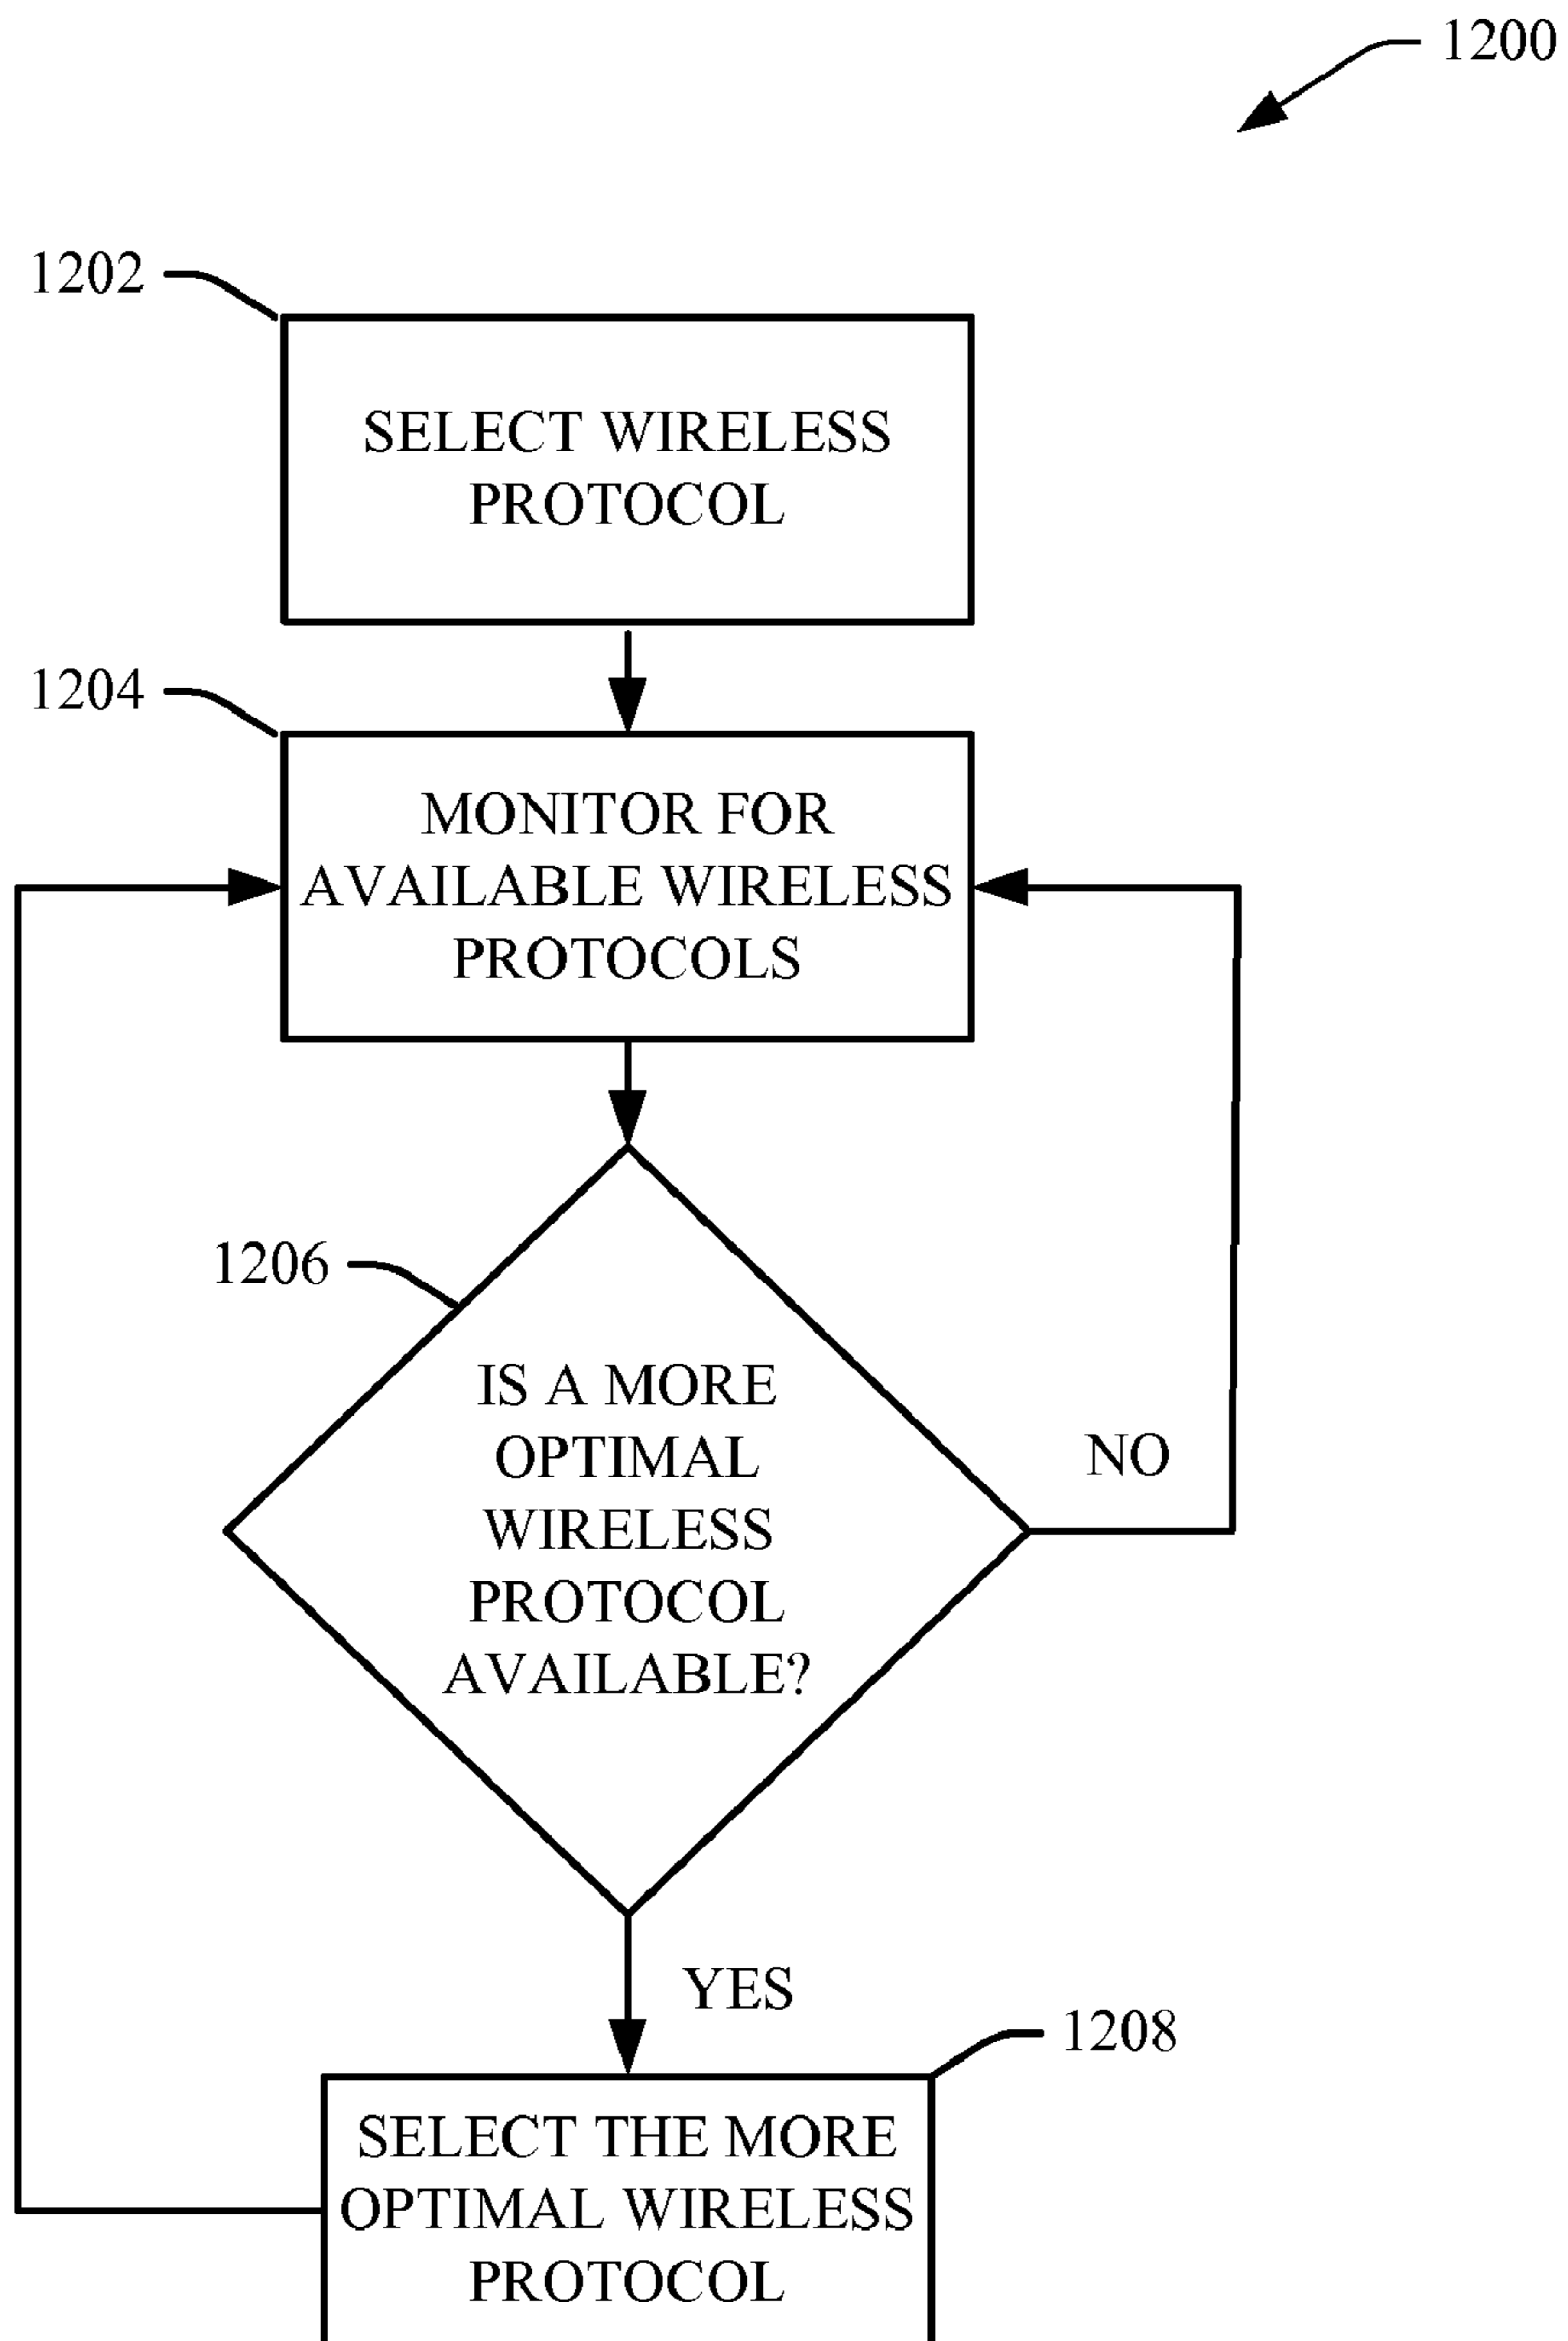 1200
1202
SELECT WIRELESS
PROTOCOL
1204
MONITOR FOR
AVAILABLE WIRELESS
PROTOCOLS
1206
IS A MORE
OPTIMAL
WIRELESS
PROTOCOL
AVAILABLE?
NO
YES
1208
SELECT THE MORE
OPTIMAL WIRELESS
PROTOCOL